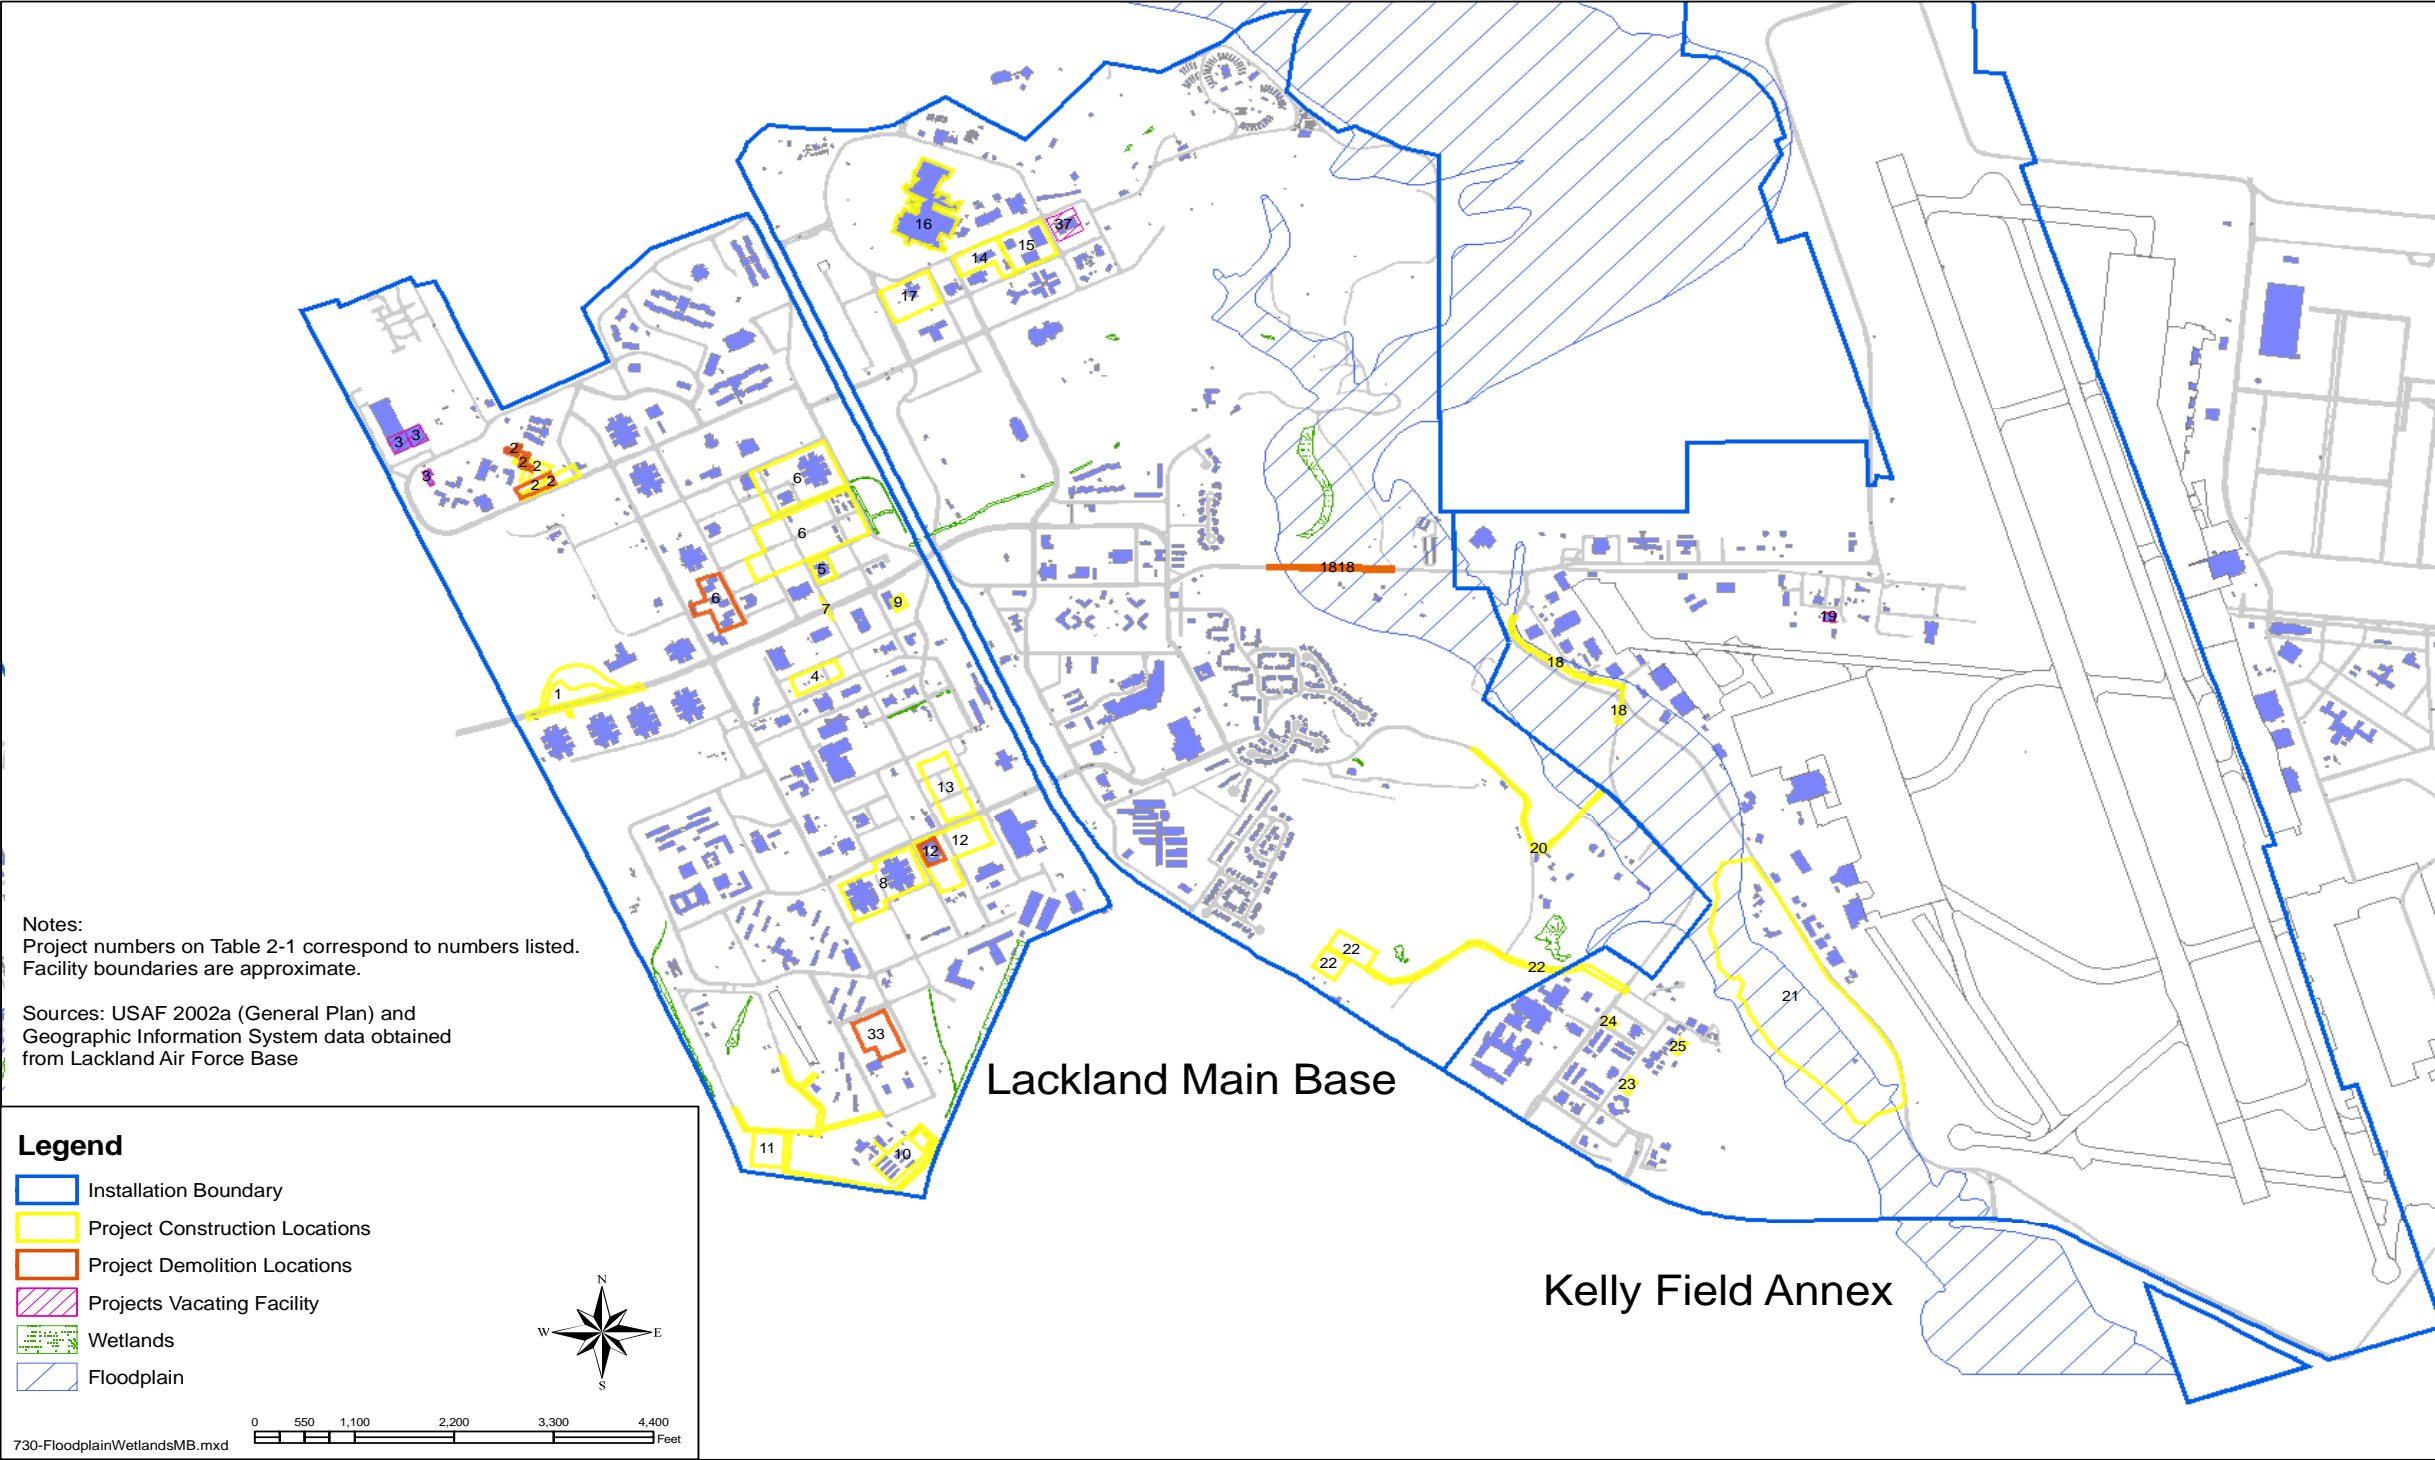 16
37
15
14
17
3 3
3
2
2 2
2 2
6
6
5
6
7
9
1818
19
1
4
18
18
13
12
12
8
20
22
22
22
21
24
25
23
33
11
10
Notes:
Project numbers on Table 2-1 correspond to numbers listed.
Facility boundaries are approximate.
Sources: USAF 2002a (General Plan) and
Geographic Information System data obtained
from Lackland Air Force Base
Lackland Main Base
Kelly Field Annex
Legend
Installation Boundary
Project Construction Locations
Project Demolition Locations
Projects Vacating Facility
Wetlands
Floodplain
N
W E
S
0 550 1,100 2,200 3,300 4,400
Feet
730-FloodplainWetlandsMB.mxd